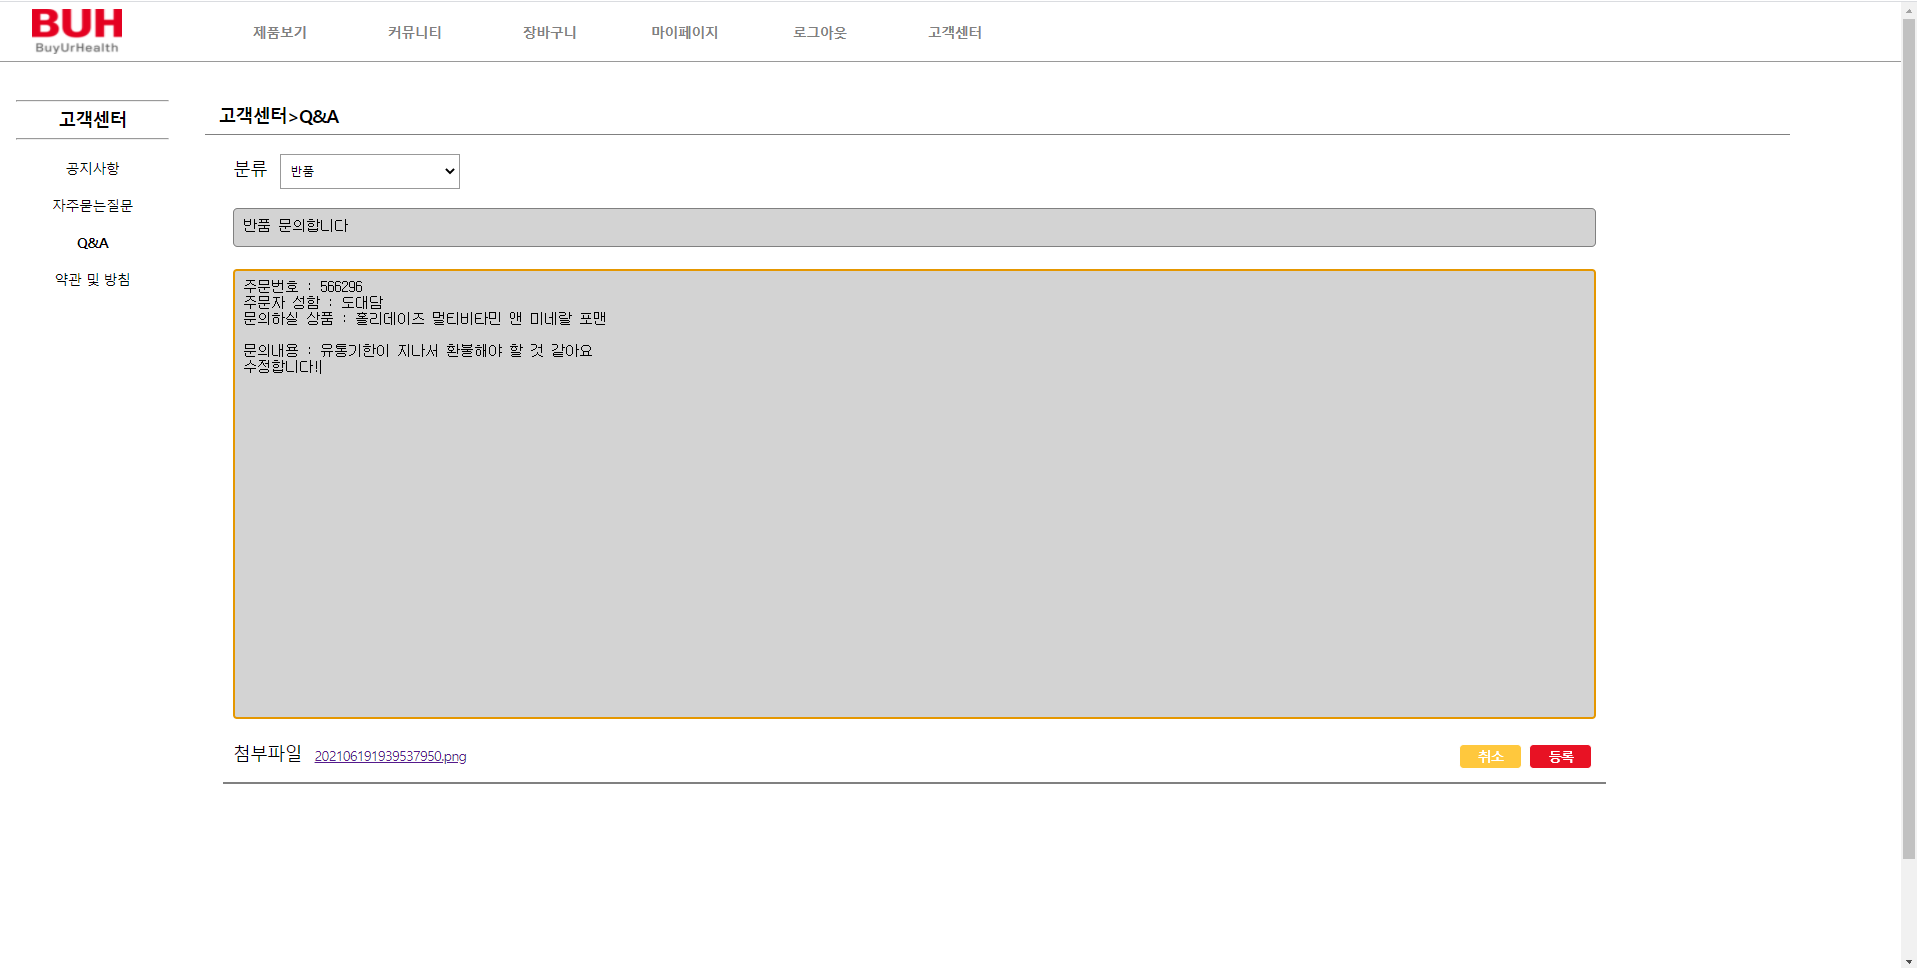 BUH
BuyUrHealth
제품보기 커뮤니티 장바구니 마이페이지 로그아웃 고객센터
고객센터
공지사항
자주묻는질문
Q&A
약관 및 방침
고객센터>Q&A
분류 반품
반품 문의합니다
주문번호 : 566296
주문자 성함 : 도대담
문의하실 상품 : 홀리데이즈 멀티비타민 앤 미네랄 포맨
문의내용 : 유통기한이 지나서 환불해야 할 것 같아요
수정합니다!
첨부파일 202106191939537950.png
취소 등록